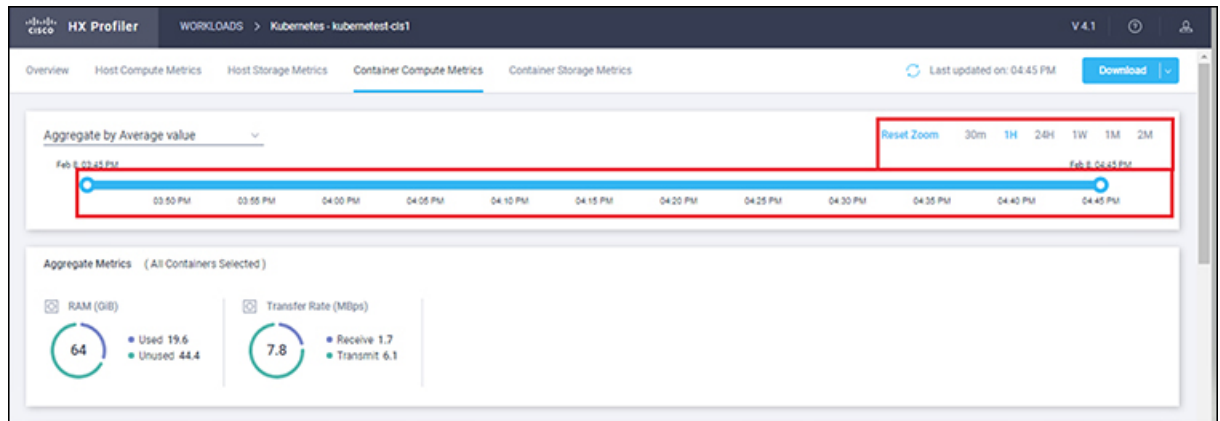 CISCO HX Profiler WORKLOADS > Kubernetes - kubernetest-cls1 V 4.1
Overview Host Compute Metrics Host Storage Metrics Container Compute Metrics Container Storage Metrics Last updated on: 04:45 PM Download
Aggregate by Average value Reset Zoom 30m 1H 24H 1W 1M 2M
Feb 8, 03:45 PM Feb 8, 04:45 PM
03:50 PM 03:55 PM 04:00 PM 04:05 PM 04:10 PM 04:15 PM 04:20 PM 04:25 PM 04:30 PM 04:35 PM 04:40 PM 04:45 PM
Aggregate Metrics ( All Containers Selected )
RAM (GiB) Transfer Rate (MBps)
64 Used 19.6 7.8 Receive 1.7
Unused 44.4 Transmit 6.1